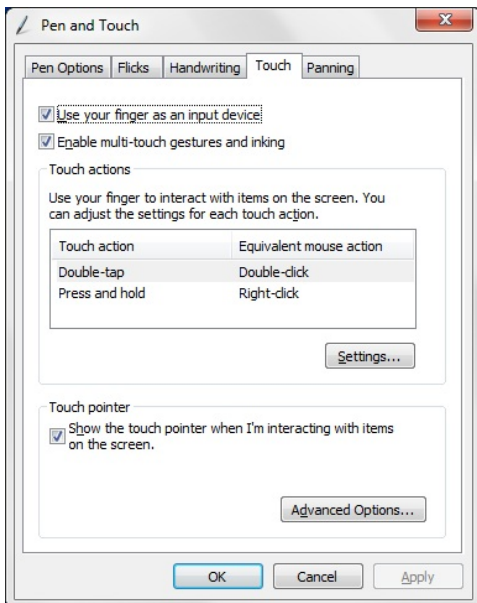 Pen and Touch
Pen Options Flicks Handwriting Touch Panning
Use your finger as an input device
Enable multi-touch gestures and inking
Touch actions
Use your finger to interact with items on the screen. You
can adjust the settings for each touch action.
Touch action Equivalent mouse action
Double-tap Double-click
Press and hold Right-click
Settings...
Touch pointer
Show the touch pointer when I'm interacting with items
on the screen.
Advanced Options...
OK Cancel Apply